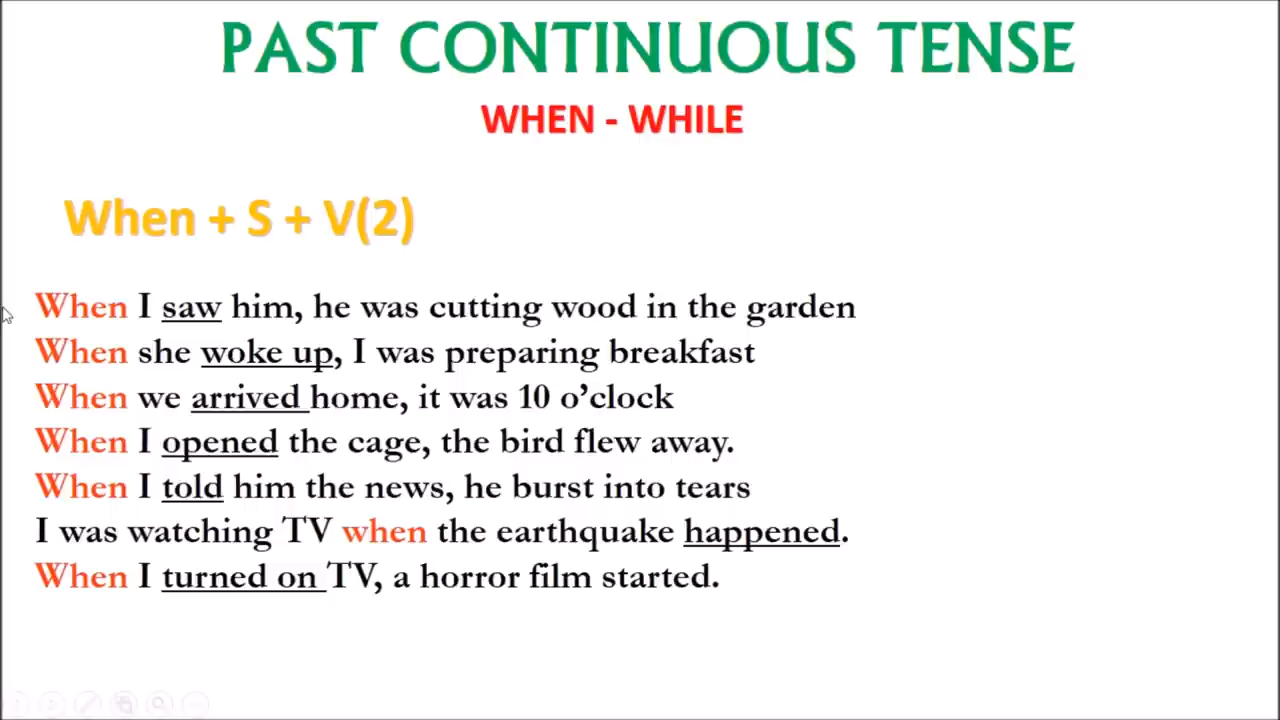 PAST CONTINUOUS TENSE
WHEN - WHILE
When + S + V(2)
When I saw him, he was cutting wood in the garden
When she woke up, I was preparing breakfast
When we arrived home, it was 10 o’clock
When I opened the cage, the bird flew away.
When I told him the news, he burst into tears
I was watching TV when the earthquake happened.
When I turned on TV, a horror film started.